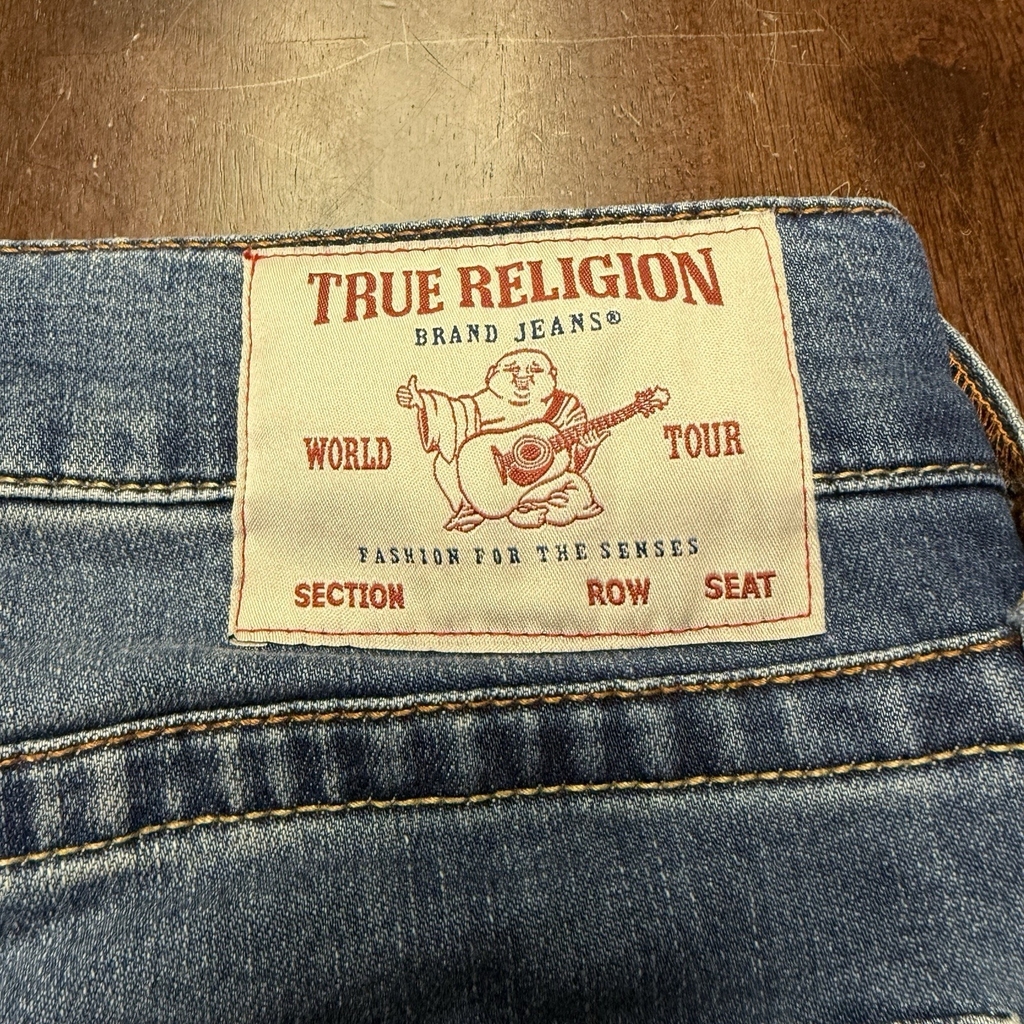 TRUE RELIGION
BRAND JEANS®
WORLD TOUR
FASHION FOR THE SENSES
SECTION ROW SEAT